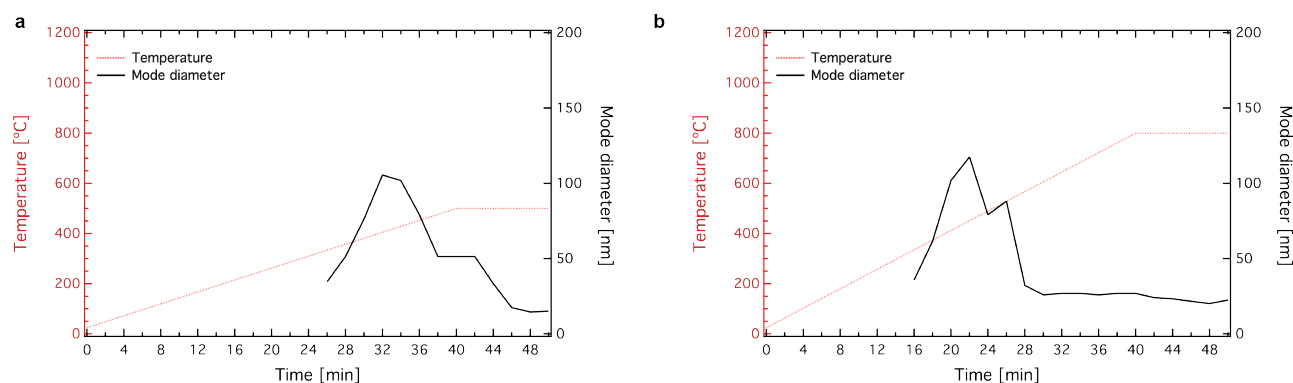 a
1200
1000
800
600
400
200
0
Temperature [°C]
Temperature
Mode diameter
200
150
100
50
0
Mode diameter [nm]
0 4 8 12 16 20 24 28 32 36 40 44 48
Time [min]
b
1200
1000
800
600
400
200
0
Temperature [°C]
Temperature
Mode diameter
200
150
100
50
0
Mode diameter [nm]
0 4 8 12 16 20 24 28 32 36 40 44 48
Time [min]